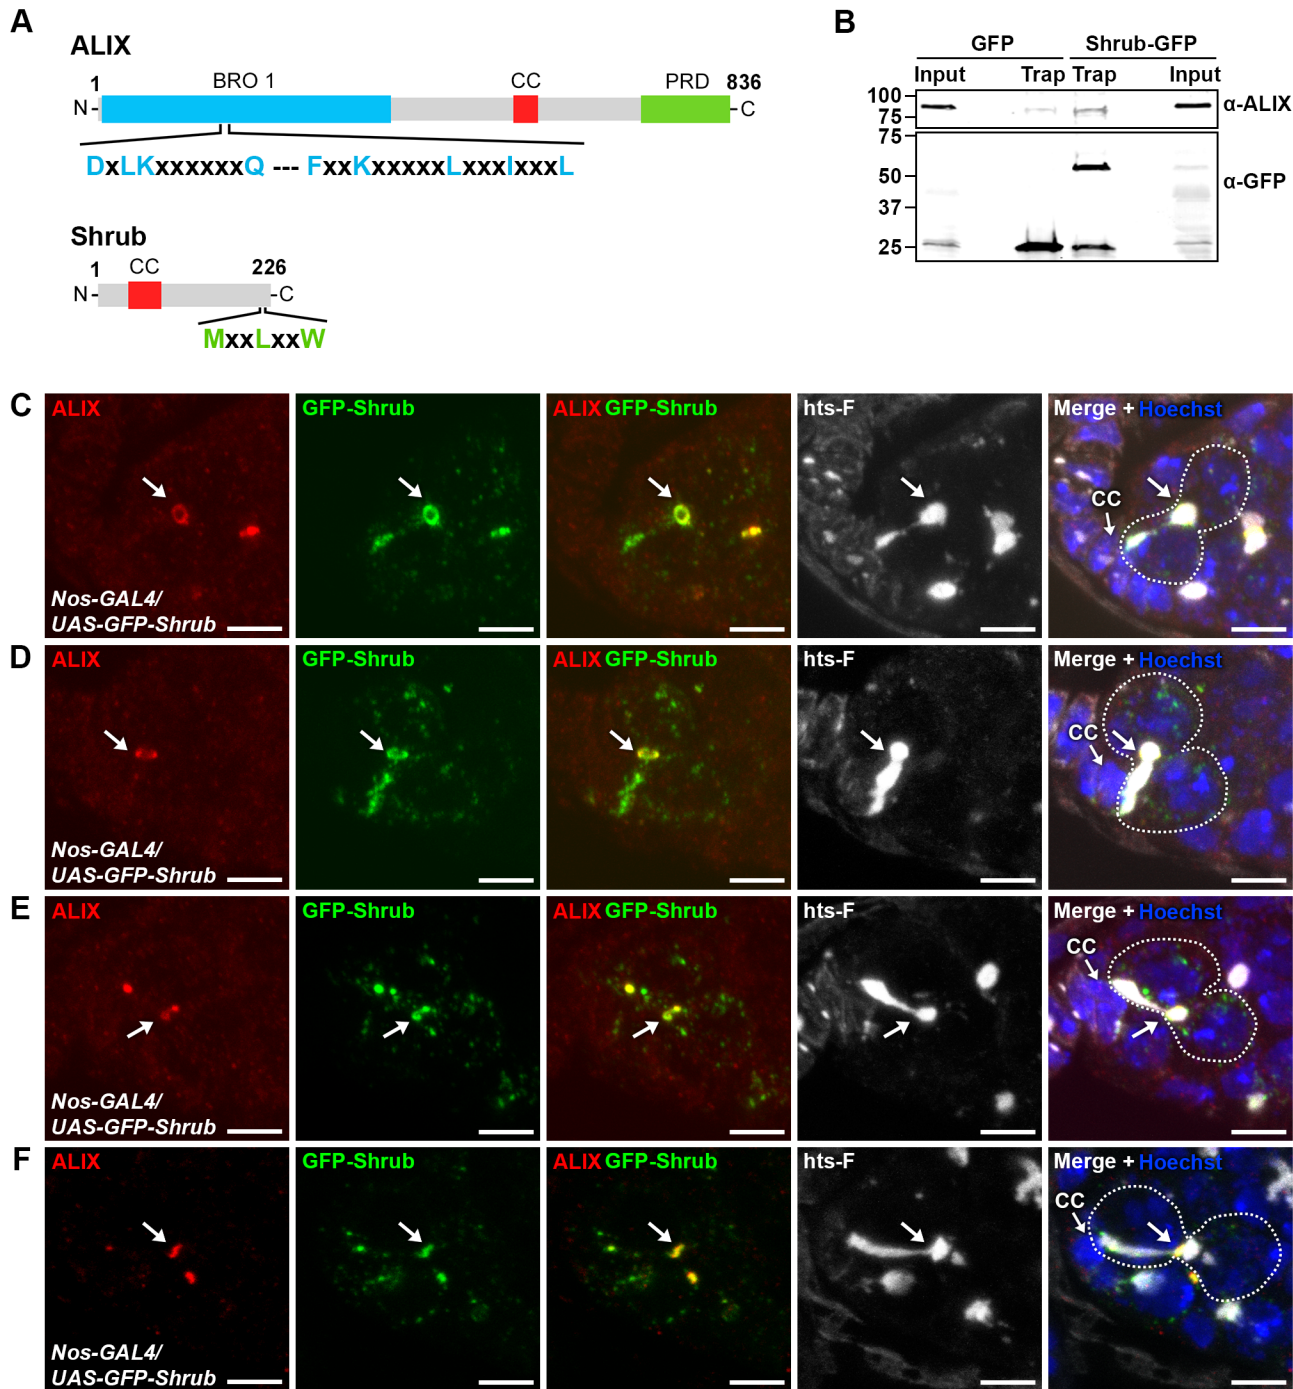 A
ALIX
1 BRO 1 CC PRD 836
N- -C
DxLKxxxxxxQ --- FxxKxxxxxLxxxIxxxL
Shrub
1 CC 226
N- -C
MxxLxxW
B
GFP Shrub-GFP
Input Trap Trap Input
100
75
α-ALIX
75
50
37
25
α-GFP
C
ALIX
GFP-Shrub
ALIX GFP-Shrub
hts-F
Merge + Hoechst
CC
Nos-GAL4/
UAS-GFP-Shrub
D
ALIX
GFP-Shrub
ALIX GFP-Shrub
hts-F
Merge + Hoechst
CC
Nos-GAL4/
UAS-GFP-Shrub
E
ALIX
GFP-Shrub
ALIX GFP-Shrub
hts-F
Merge + Hoechst
CC
Nos-GAL4/
UAS-GFP-Shrub
F
ALIX
GFP-Shrub
ALIX GFP-Shrub
hts-F
Merge + Hoechst
CC
Nos-GAL4/
UAS-GFP-Shrub